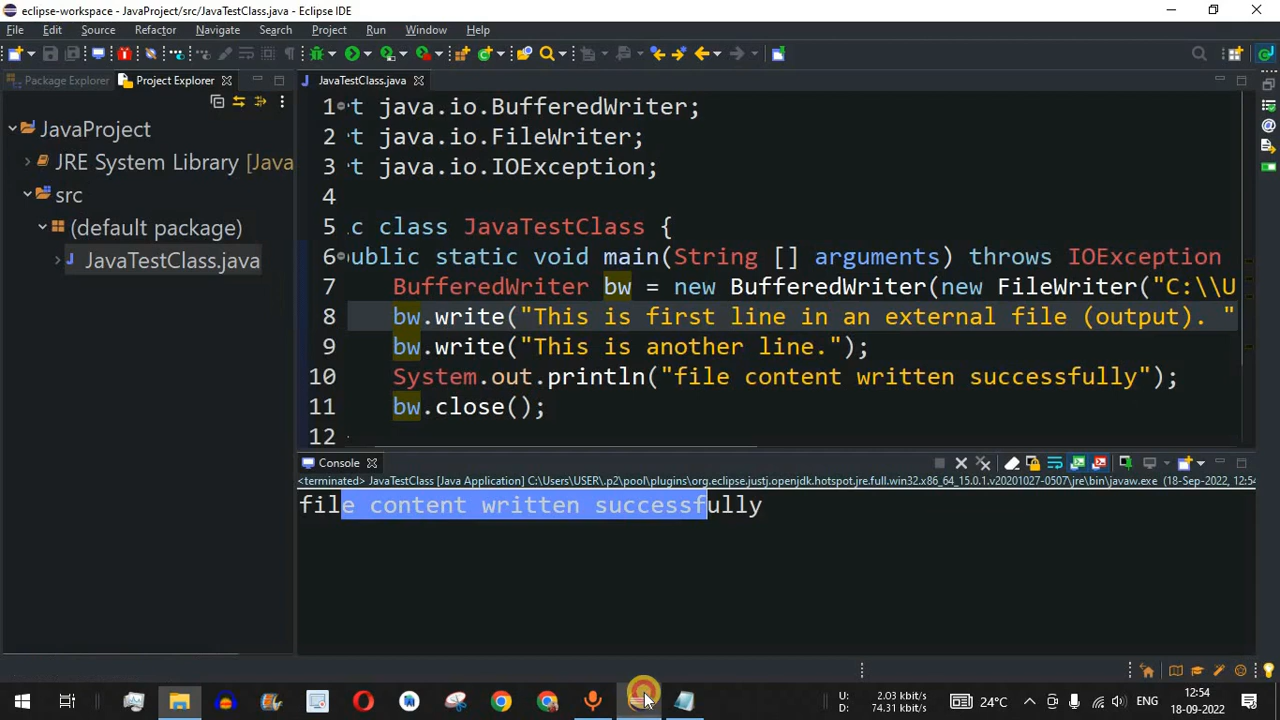 eclipse-workspace - JavaProject/src/JavaTestClass.java - Eclipse IDE
File Edit Source Refactor Navigate Search Project Run Window Help
Package Explorer Project Explorer JavaTestClass.java
JavaProject
JRE System Library [Java
src
(default package)
JavaTestClass.java
1 t java.io.BufferedWriter;
2 t java.io.FileWriter;
3 t java.io.IOException;
4
5 c class JavaTestClass {
6 ublic static void main(String [] arguments) throws IOException
7 BufferedWriter bw = new BufferedWriter(new FileWriter("C:\\U
8 bw.write("This is first line in an external file (output). "
9 bw.write("This is another line.");
10 System.out.println("file content written successfully");
11 bw.close();
12
Console
<terminated> JavaTestClass [Java Application] C:\Users\USER\.p2\pool\plugins\org.eclipse.justj.openjdk.hotspot.jre.full.win32.x86_64_15.0.1.v20201027-0507\jre\bin\javaw.exe (18-Sep-2022, 12:54
file content written successfully
U: 2.03 kbit/s
D: 74.31 kbit/s
24°C
ENG
12:54
18-09-2022